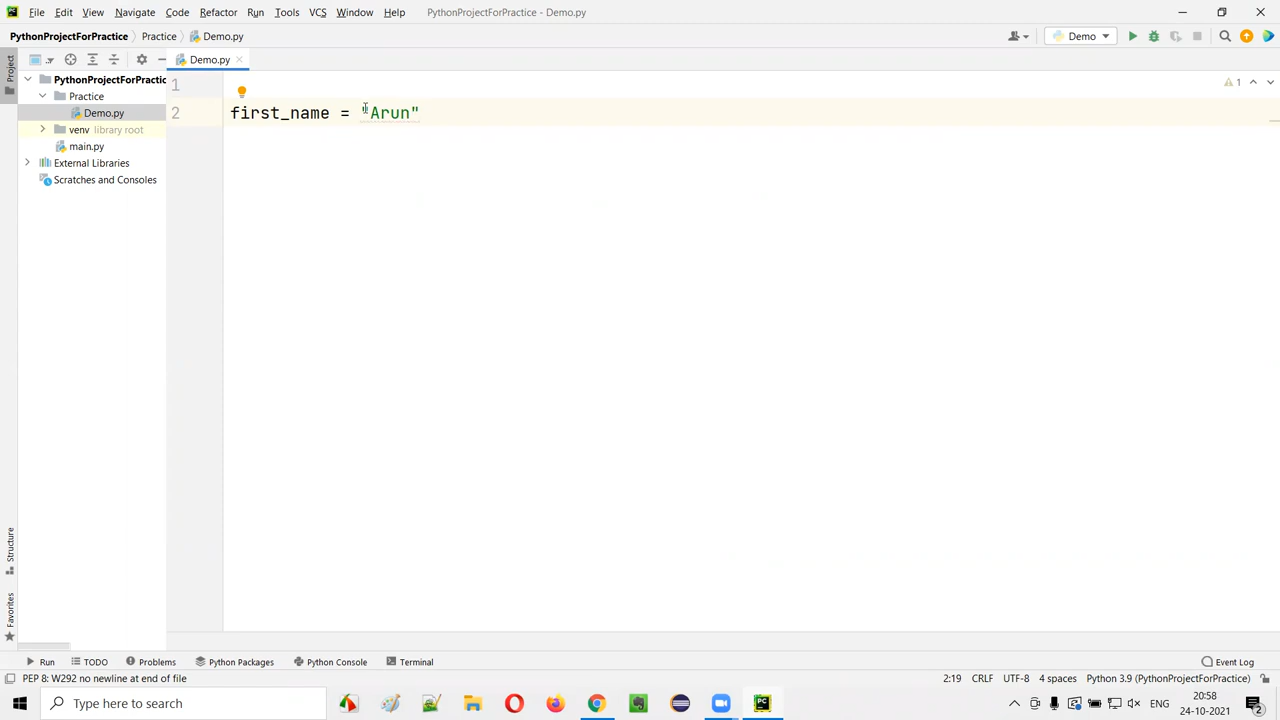 File Edit View Navigate Code Refactor Run Tools VCS Window Help PythonProjectForPractice - Demo.py
PythonProjectForPractice Practice Demo.py Demo
Project
Demo.py
1
PythonProjectForPractic
Practice
2 first_name = "Arun"
Demo.py
venv library root
main.py
External Libraries
Scratches and Consoles
1
Structure
Favorites
Run TODO Problems Python Packages Python Console Terminal Event Log
PEP 8: W292 no newline at end of file 2:19 CRLF UTF-8 4 spaces Python 3.9 (PythonProjectForPractice)
Type here to search ENG 20:58
24-10-2021 2